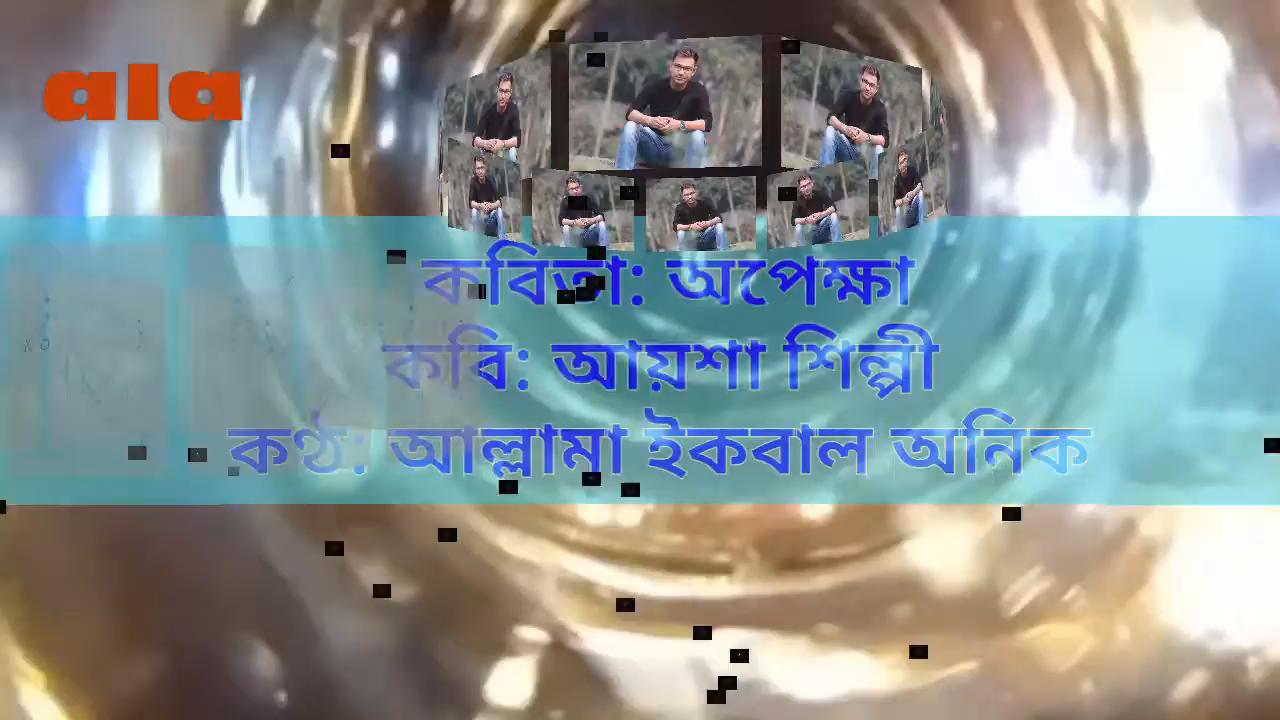 ala
কবিতা: অপেক্ষা
কবি: আয়শা শিল্পী
কণ্ঠ: আল্লামা ইকবাল অনিক